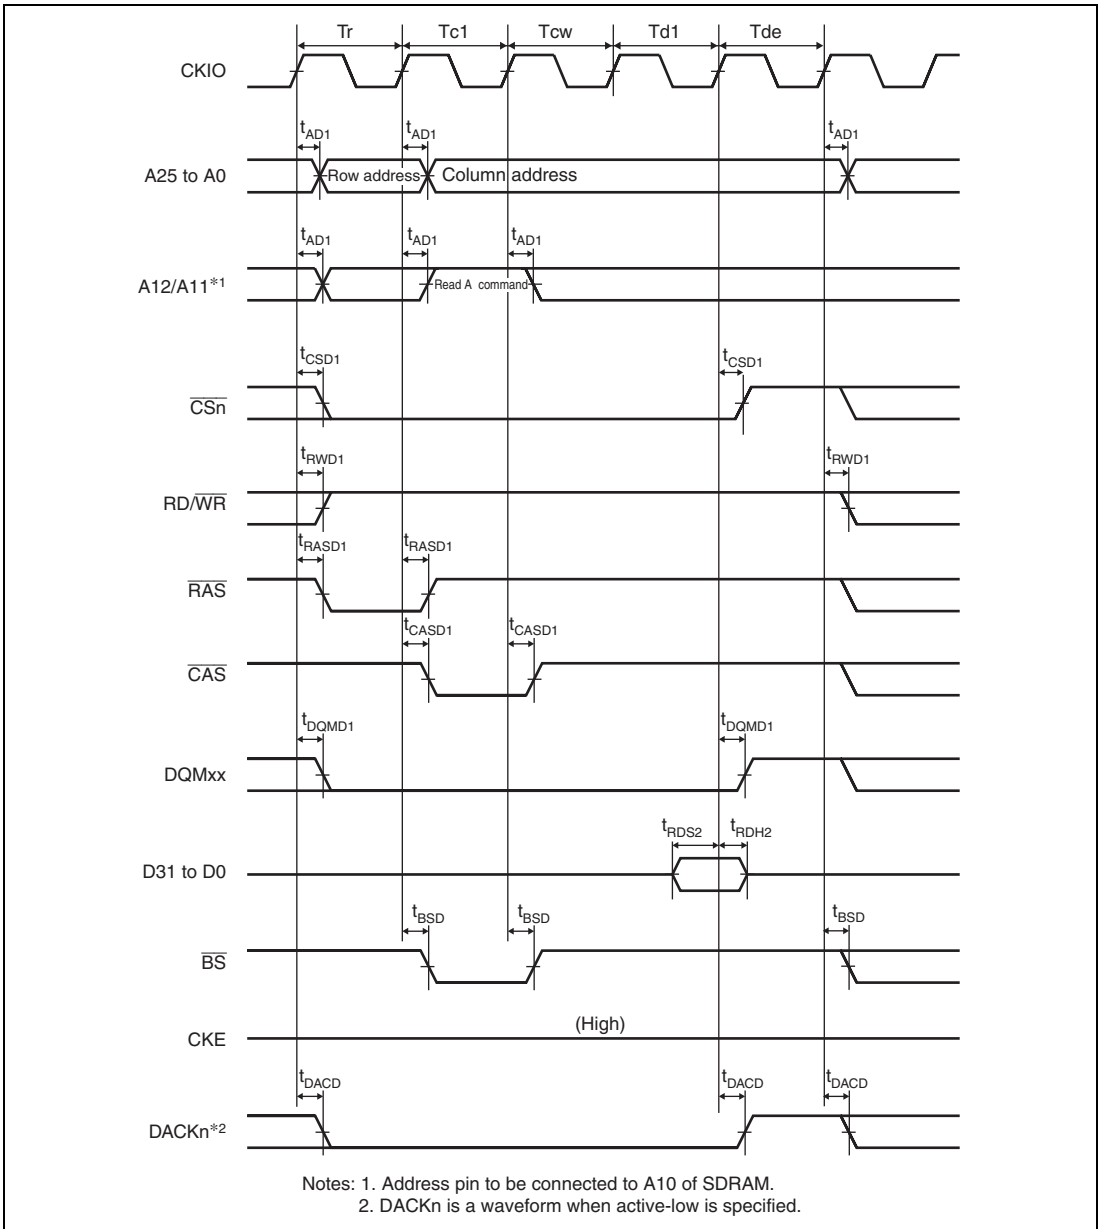 Tr Tc1 Tcw Td1 Tde
CKIO
tAD1 tAD1 tAD1
A25 to A0 Row address Column address
tAD1 tAD1 tAD1
A12/A11*1 Read A command
tCSD1 tCSD1
CSn
tRWD1 tRWD1
RD/WR
tRASD1 tRASD1
RAS
tCASD1 tCASD1
CAS
tDQMD1 tDQMD1
DQMxx
tRDS2 tRDH2
D31 to D0
tBSD tBSD tBSD
BS
(High)
CKE
tDACD tDACD tDACD
DACKn*2
Notes: 1. Address pin to be connected to A10 of SDRAM.
2. DACKn is a waveform when active-low is specified.